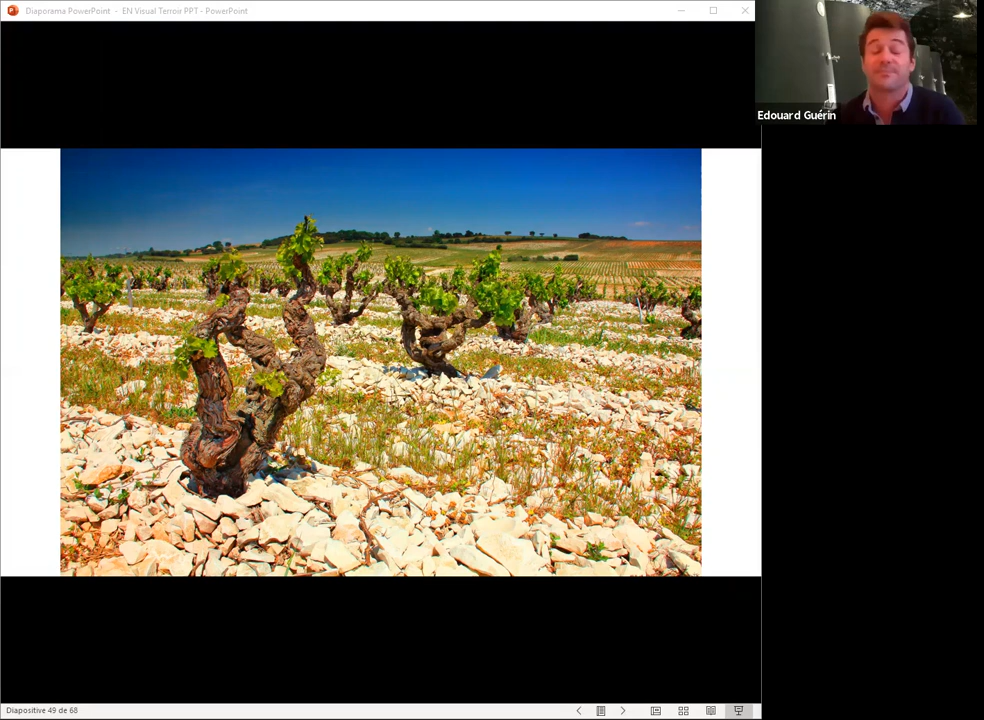 Diaporama PowerPoint - EN Visual Terroir PPT - PowerPoint
Edouard Guérin
Diapositive 49 de 68